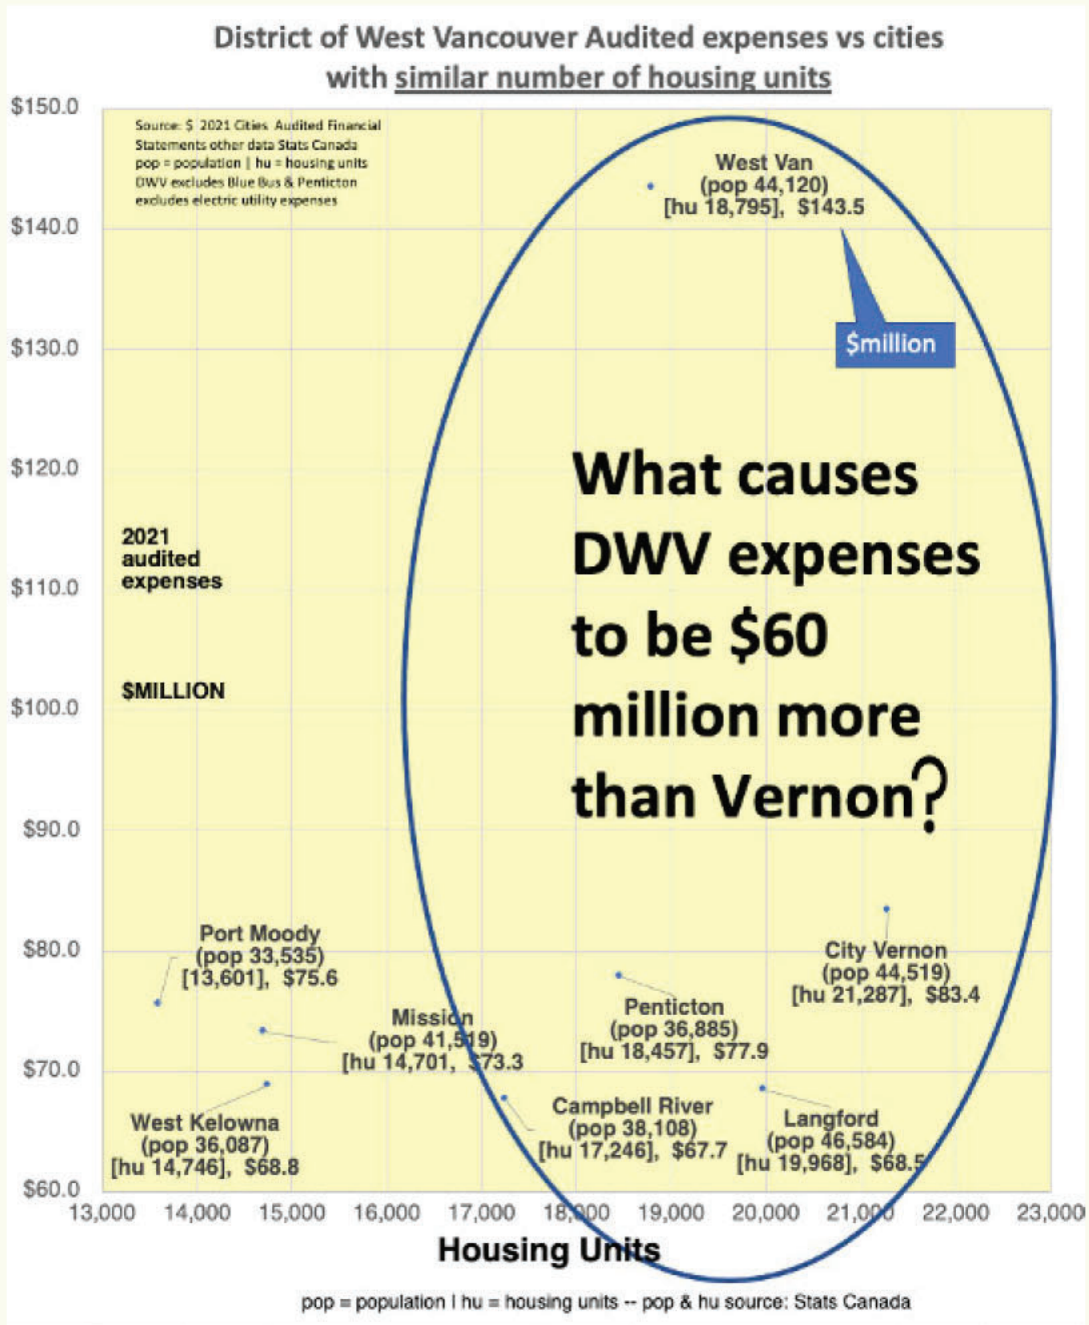 District of West Vancouver Audited expenses vs cities
with similar number of housing units
$150.0
$140.0
$130.0
$120.0
$110.0
$100.0
$90.0
$80.0
$70.0
$60.0
Source: $ 2021 Cities Audited Financial
Statements other data Stats Canada
pop = population | hu = housing units
DWV excludes Blue Bus & Penticton
excludes electric utility expenses
West Van
(pop 44,120)
[hu 18,795], $143.5
$million
What causes
DWV expenses
to be $60
million more
than Vernon?
2021
audited
expenses
$MILLION
Port Moody
(pop 33,535)
[13,601], $75.6
Mission
(pop 41,519)
[hu 14,701, $73.3
West Kelowna
(pop 36,087)
[hu 14,746], $68.8
City Vernon
(pop 44,519)
[hu 21,287], $83.4
Penticton
(pop 36,885)
[hu 18,457], $77.9
Campbell River
(pop 38,108)
[hu 17,246], $67.7
Langford
(pop 46,584)
[hu 19,968], $68.5
13,000 14,000 15,000 16,000 17,000 18,000 19,000 20,000 21,000 22,000 23,000
Housing Units
pop = population | hu = housing units -- pop & hu source: Stats Canada